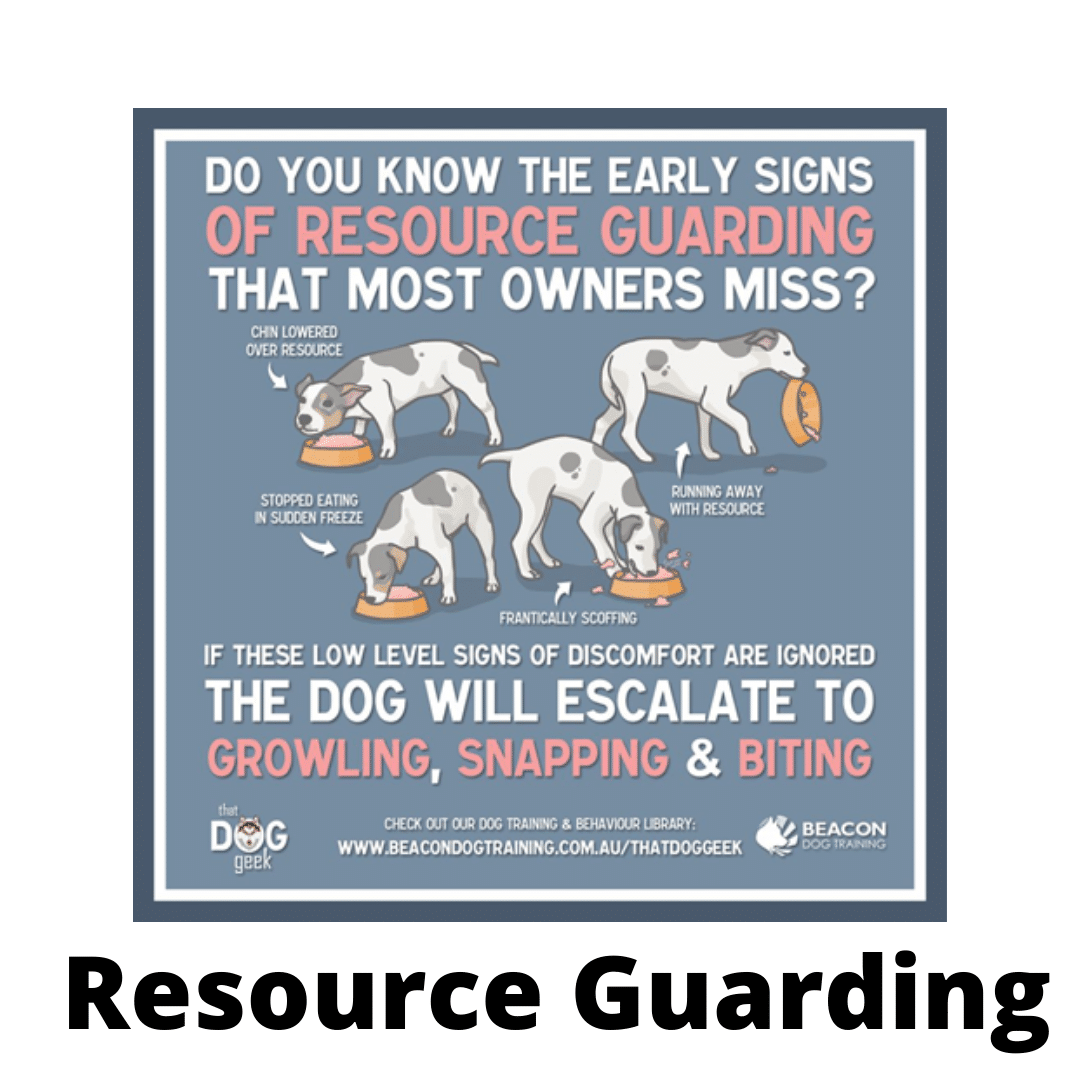 DO YOU KNOW THE EARLY SIGNS
OF RESOURCE GUARDING
THAT MOST OWNERS MISS?
CHIN LOWERED
OVER RESOURCE
RUNNING AWAY
WITH RESOURCE
STOPPED EATING
IN SUDDEN FREEZE
FRANTICALLY SCOFFING
IF THESE LOW LEVEL SIGNS OF DISCOMFORT ARE IGNORED
THE DOG WILL ESCALATE TO
GROWLING, SNAPPING & BITING
that
DOG
geek
CHECK OUT OUR DOG TRAINING & BEHAVIOUR LIBRARY:
WWW.BEACONDOGTRAINING.COM.AU/THATDOGGEEK
BEACON
DOG TRAINING
Resource Guarding